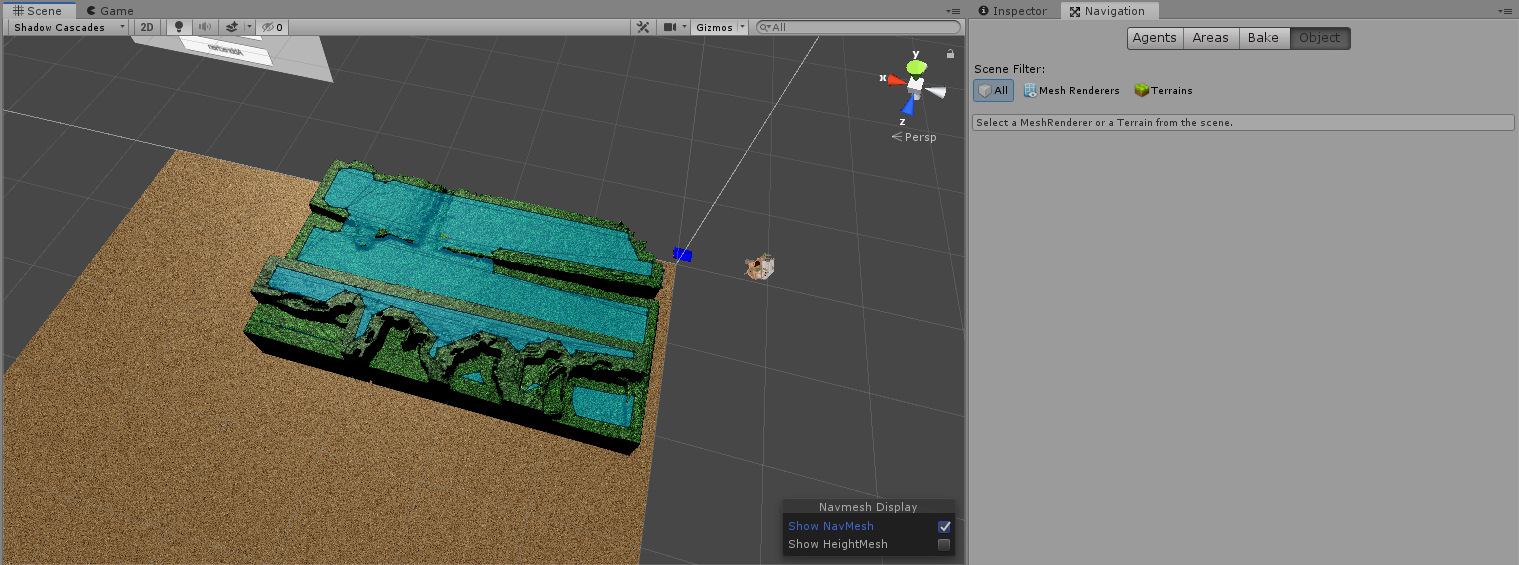 Scene
Game
Inspector
Navigation
Shadow Cascades
2D
0
Gizmos
All
Agents
Areas
Bake
Object
Scene Filter:
All
Mesh Renderers
Terrains
Select a MeshRenderer or a Terrain from the scene.
y
x
z
Persp
Navmesh Display
Show NavMesh
Show HeightMesh